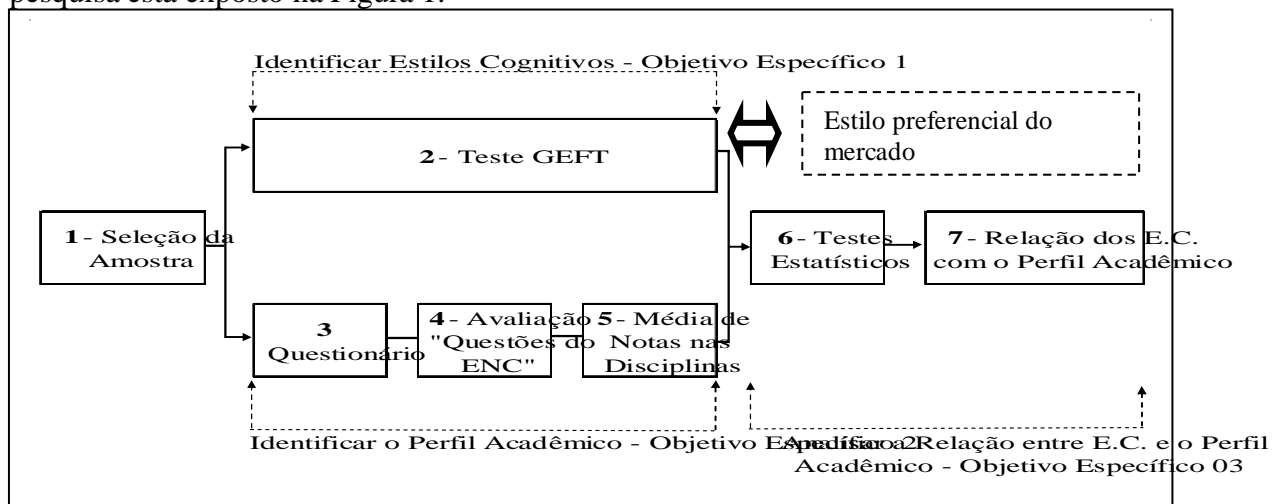 pesquisa está exposto na Figura 1.
Identificar Estilos Cognitivos - Objetivo Específico 1
Estilo preferencial do
mercado
2- Teste GEFT
1- Seleção da
Amostra
6- Testes
Estatísticos
7- Relação dos E.C.
com o Perfil Acadêmico
3
Questionário
4- Avaliação
"Questões do
ENC"
5- Média de
Notas nas
Disciplinas
Identificar o Perfil Acadêmico - Objetivo Específico 2
Analisar a Relação entre E.C. e o Perfil
Acadêmico - Objetivo Específico 03